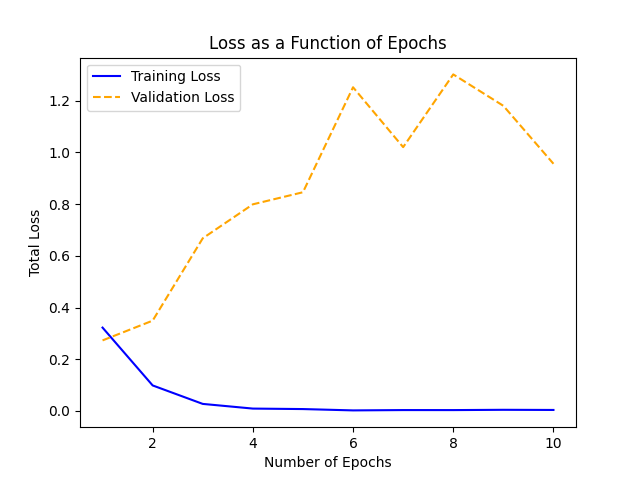 Loss as a Function of Epochs
Training Loss
Validation Loss
Total Loss
1.2
1.0
0.8
0.6
0.4
0.2
0.0
2 4 6 8 10
Number of Epochs